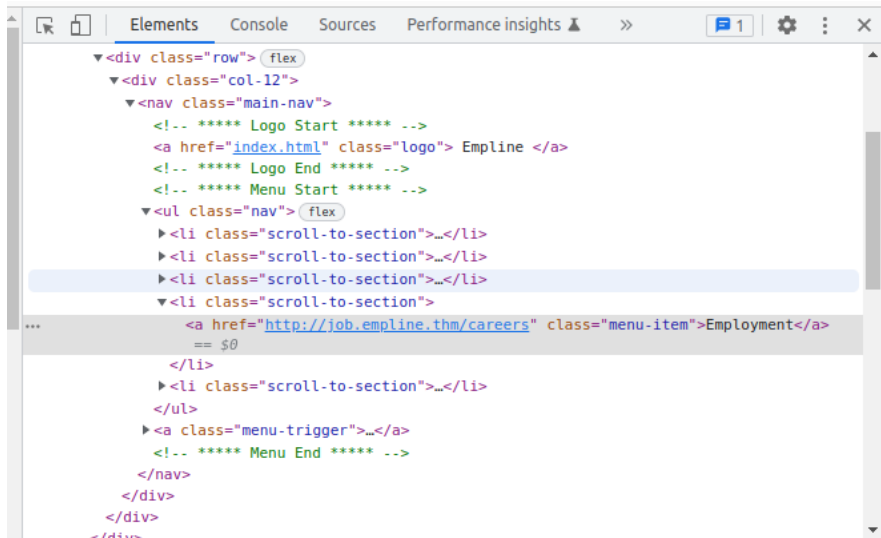 Elements Console Sources Performance insights » 1
▼<div class="row"> flex
▼<div class="col-12">
▼<nav class="main-nav">
<!-- ***** Logo Start ***** -->
<a href="index.html" class="logo"> Empline </a>
<!-- ***** Logo End ***** -->
<!-- ***** Menu Start ***** -->
▼<ul class="nav"> flex
▶<li class="scroll-to-section">…</li>
▶<li class="scroll-to-section">…</li>
▶<li class="scroll-to-section">…</li>
▼<li class="scroll-to-section">
<a href="http://job.empline.thm/careers" class="menu-item">Employment</a>
== $0
</li>
▶<li class="scroll-to-section">…</li>
</ul>
▶<a class="menu-trigger">…</a>
<!-- ***** Menu End ***** -->
</nav>
</div>
</div>
</div>